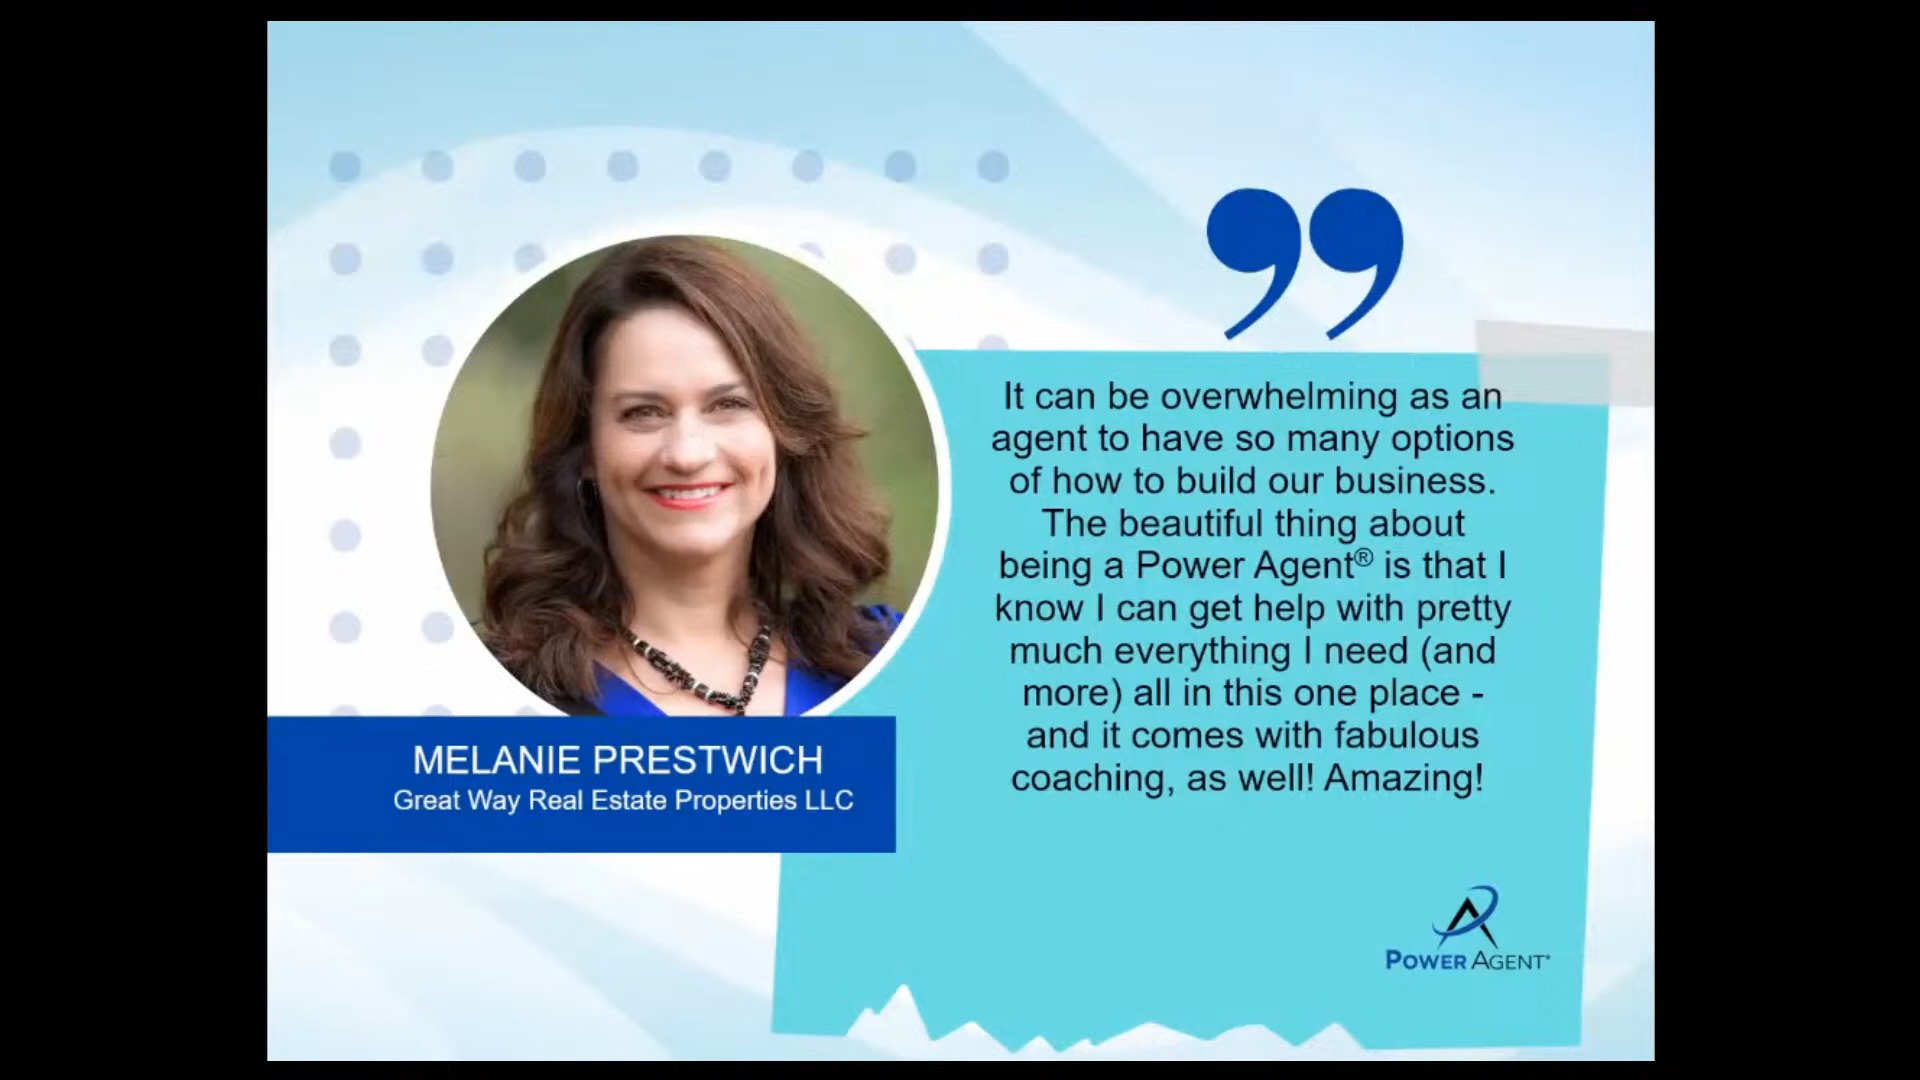 It can be overwhelming as an
agent to have so many options
of how to build our business.
The beautiful thing about
being a Power Agent® is that I
know I can get help with pretty
much everything I need (and
more) all in this one place -
and it comes with fabulous
coaching, as well! Amazing!
MELANIE PRESTWICH
Great Way Real Estate Properties LLC
POWER AGENT®